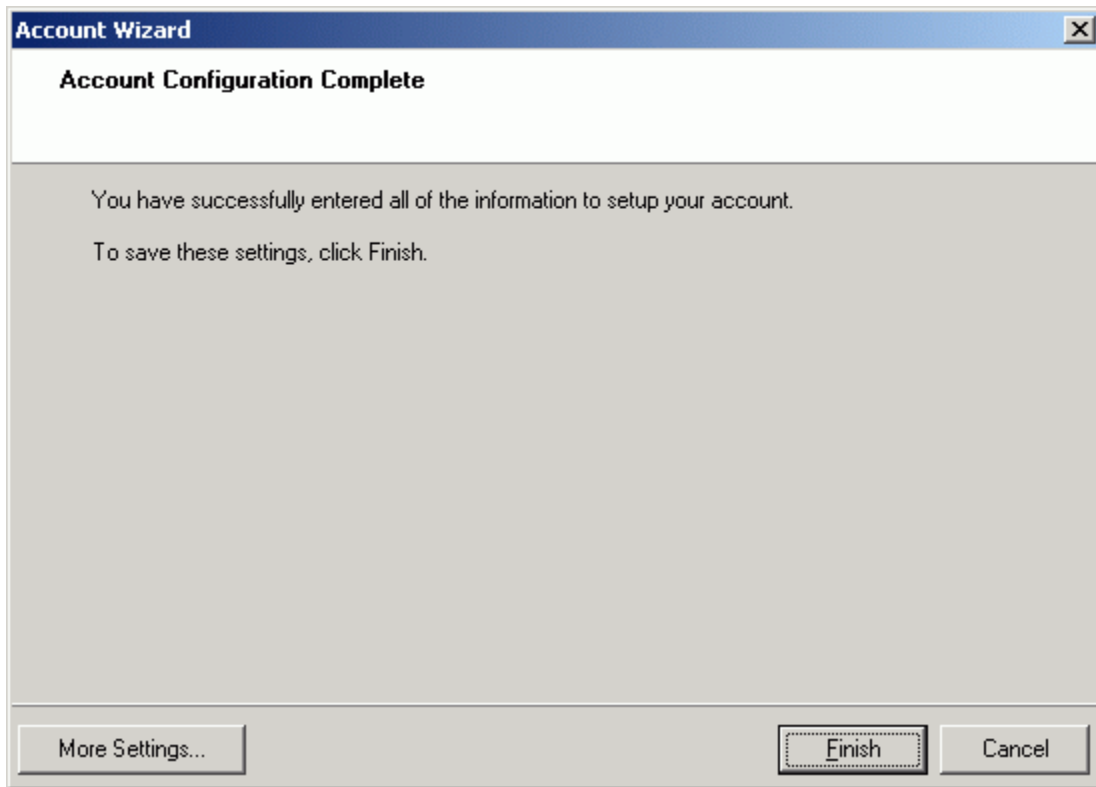 Account Wizard
Account Configuration Complete
You have successfully entered all of the information to setup your account.
To save these settings, click Finish.
More Settings...
Finish
Cancel